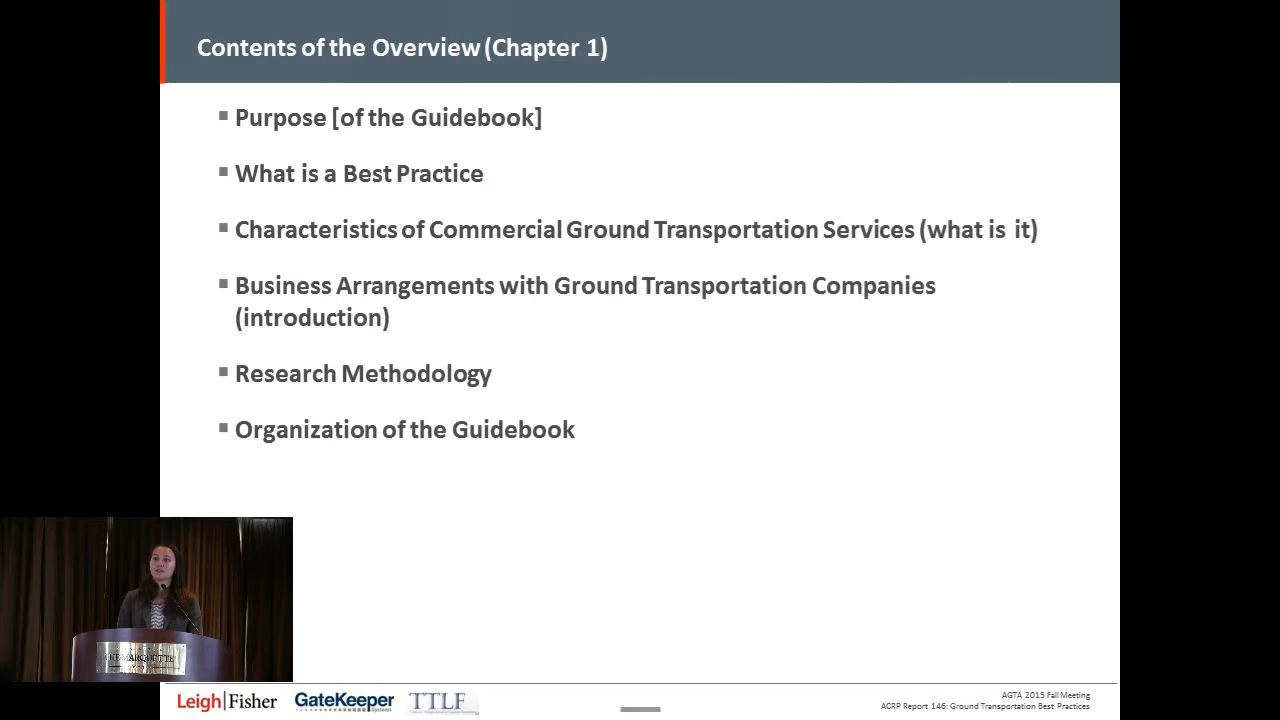 Contents of the Overview (Chapter 1)
Purpose [of the Guidebook]
What is a Best Practice
Characteristics of Commercial Ground Transportation Services (what is it)
Business Arrangements with Ground Transportation Companies
(introduction)
Research Methodology
Organization of the Guidebook
MARQUETTE
Leigh|Fisher
GateKeeper
Systems
TTLF
AGTA 2015 Fall Meeting
ACRP Report 146: Ground Transportation Best Practices